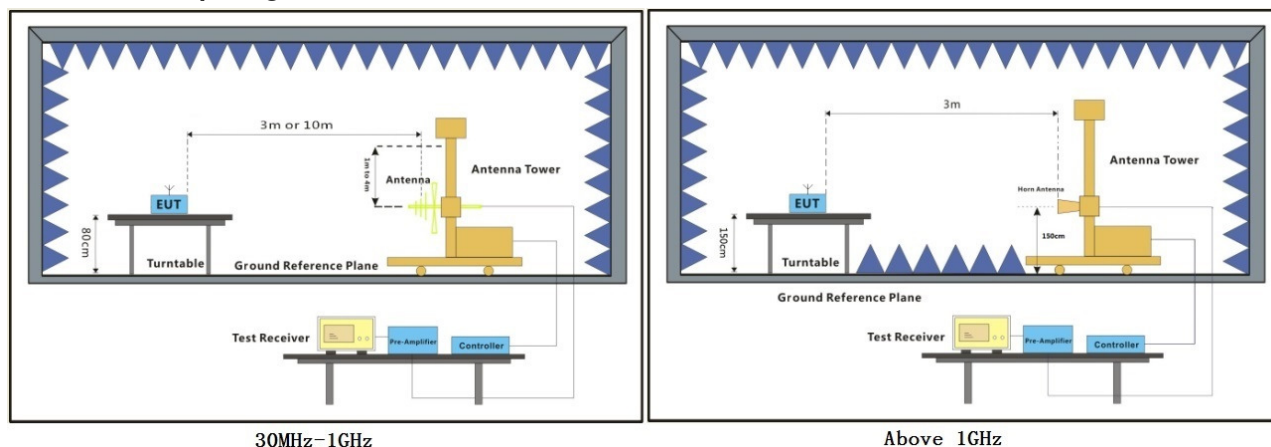 3m or 10m
1m to 4m
Antenna
Antenna Tower
EUT
80cm
Turntable
Ground Reference Plane
Test Receiver
Pre-Amplifier
Controller
30MHz-1GHz
3m
Antenna Tower
Horn Antenna
EUT
150cm
150cm
Turntable
Ground Reference Plane
Test Receiver
Pre-Amplifier
Controller
Above 1GHz